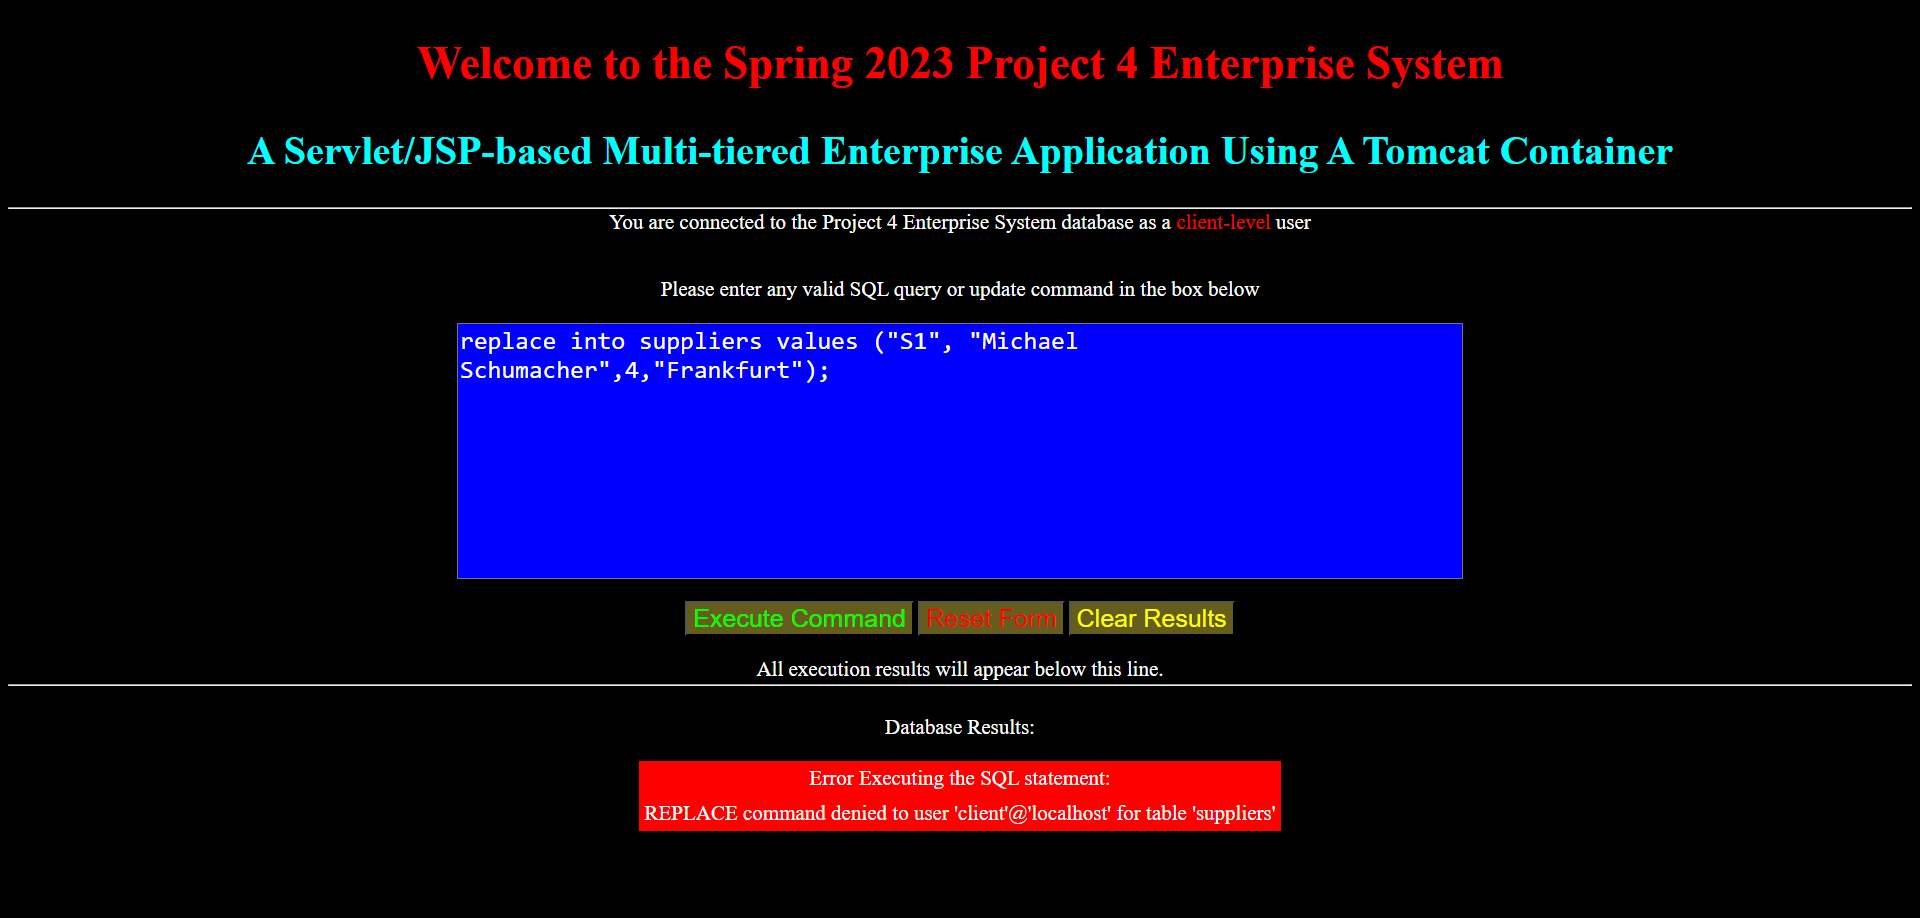 Welcome to the Spring 2023 Project 4 Enterprise System
A Servlet/JSP-based Multi-tiered Enterprise Application Using A Tomcat Container
You are connected to the Project 4 Enterprise System database as a client-level user
Please enter any valid SQL query or update command in the box below
replace into suppliers values ("S1", "Michael
Schumacher",4,"Frankfurt");
Execute Command Reset Form Clear Results
All execution results will appear below this line.
Database Results:
Error Executing the SQL statement:
REPLACE command denied to user 'client'@'localhost' for table 'suppliers'